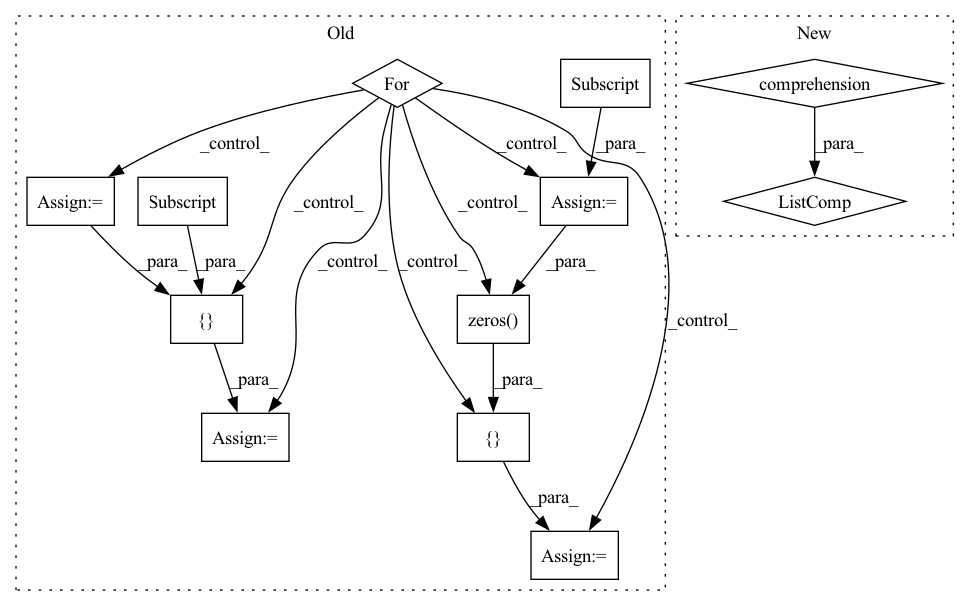 Old
New
For
Subscript
comprehension
_control_
_control_
_para_
_para_
Assign:=
Subscript
_control_
_control_
Assign:=
ListComp
_para_
_para_
_control_
_control_
_para_
{}
zeros()
_control_
_para_
_para_
Assign:=
{}
_para_
Assign:=